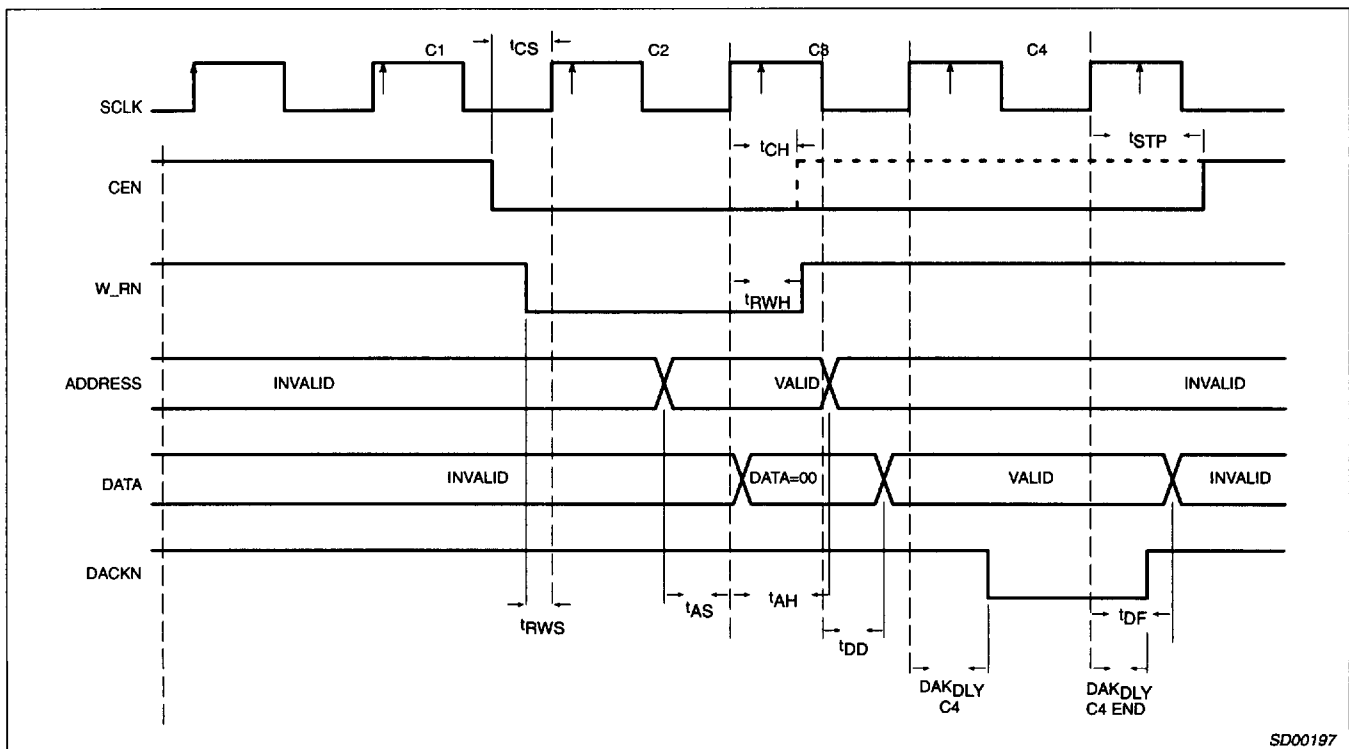 C1 tCS C2 C3 C4
SCLK
tCH tSTP
CEN
W_RN
tRWH
ADDRESS INVALID VALID INVALID
DATA INVALID DATA=00 VALID INVALID
DACKN
tRWS tAS tAH tDD tDF
DAKDLY C4
DAKDLY C4 END
SD00197